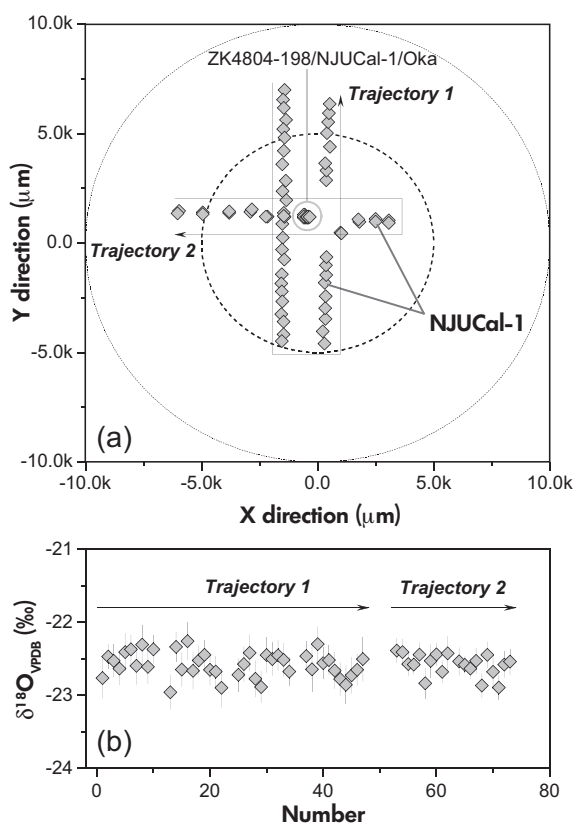 10.0k
ZK4804-198/NJUCal-1/Oka
Trajectory 1
5.0k
Y direction (μm)
0.0
Trajectory 2
NJUCal-1
-5.0k
(a)
-10.0k
-10.0k -5.0k 0.0 5.0k 10.0k
X direction (μm)
-21
Trajectory 1 Trajectory 2
-22
δ¹⁸O_VPDB (‰)
-23
(b)
-24
0 20 40 60 80
Number